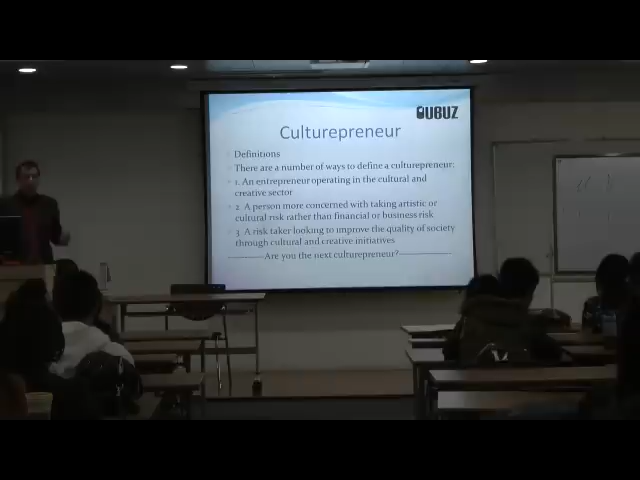 OUBUZ
Culturepreneur
Definitions
There are a number of ways to define a culturepreneur:
1. An entrepreneur operating in the cultural and
creative sector
2. A person more concerned with taking artistic or
cultural risk rather than financial or business risk
3. A risk taker looking to improve the quality of society
through cultural and creative initiatives
--------------Are you the next culturepreneur?--------------------